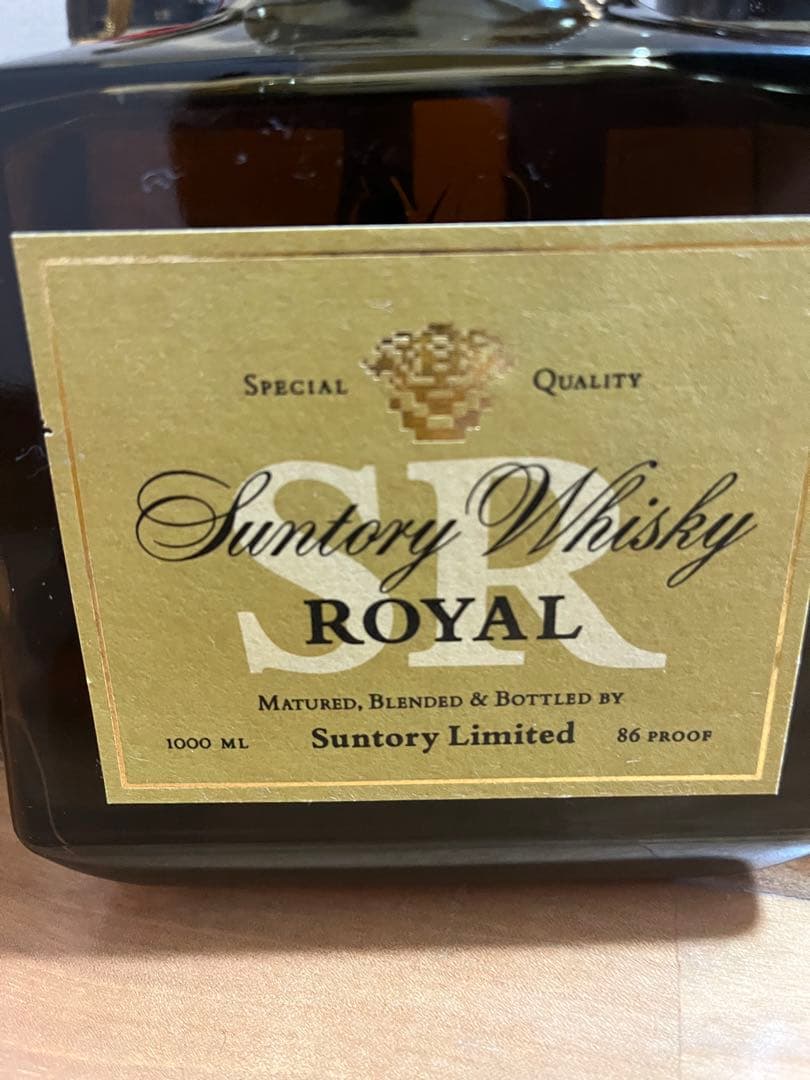 SPECIAL QUALITY
SR
Suntory Whisky
ROYAL
MATURED, BLENDED & BOTTLED BY
1000 ML Suntory Limited 86 PROOF